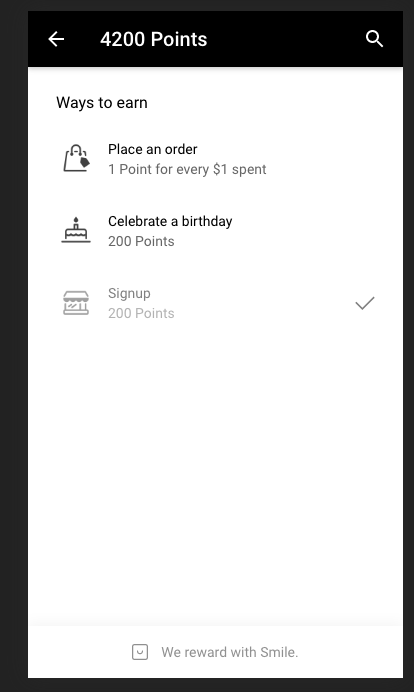 4200 Points
Ways to earn
Place an order
1 Point for every $1 spent
Celebrate a birthday
200 Points
Signup
200 Points
We reward with Smile.